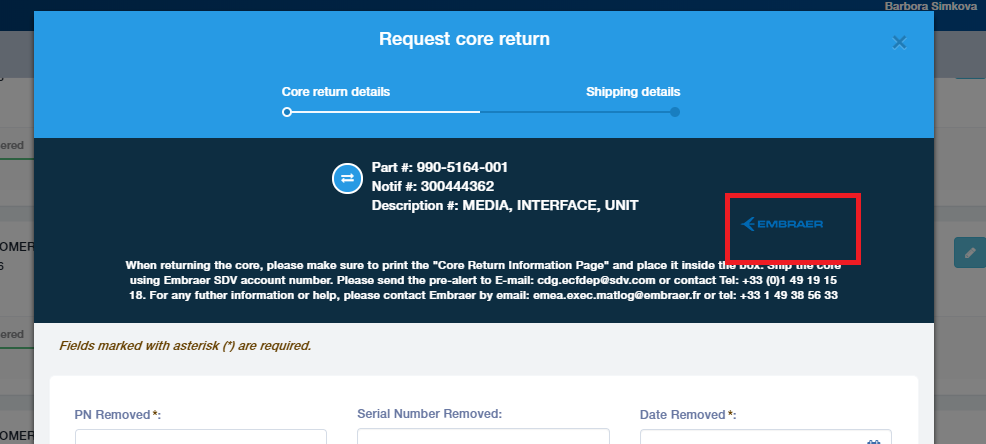 Barbora Simkova
Request core return
×
Core return details
Shipping details
ered
Part #: 990-5164-001
Notif #: 300444362
Description #: MEDIA, INTERFACE, UNIT
EMBRAER
OMER
When returning the core, please make sure to print the "Core Return Information Page" and place it inside the box. Ship the core
using Embraer SDV account number. Please send the pre-alert to E-mail: cdg.ecfdep@sdv.com or contact Tel: +33 (0)1 49 19 15
18. For any futher information or help, please contact Embraer by email: emea.exec.matlog@embraer.fr or tel: +33 1 49 38 56 33
ered
Fields marked with asterisk (*) are required.
PN Removed *:
Serial Number Removed:
Date Removed *:
OMER